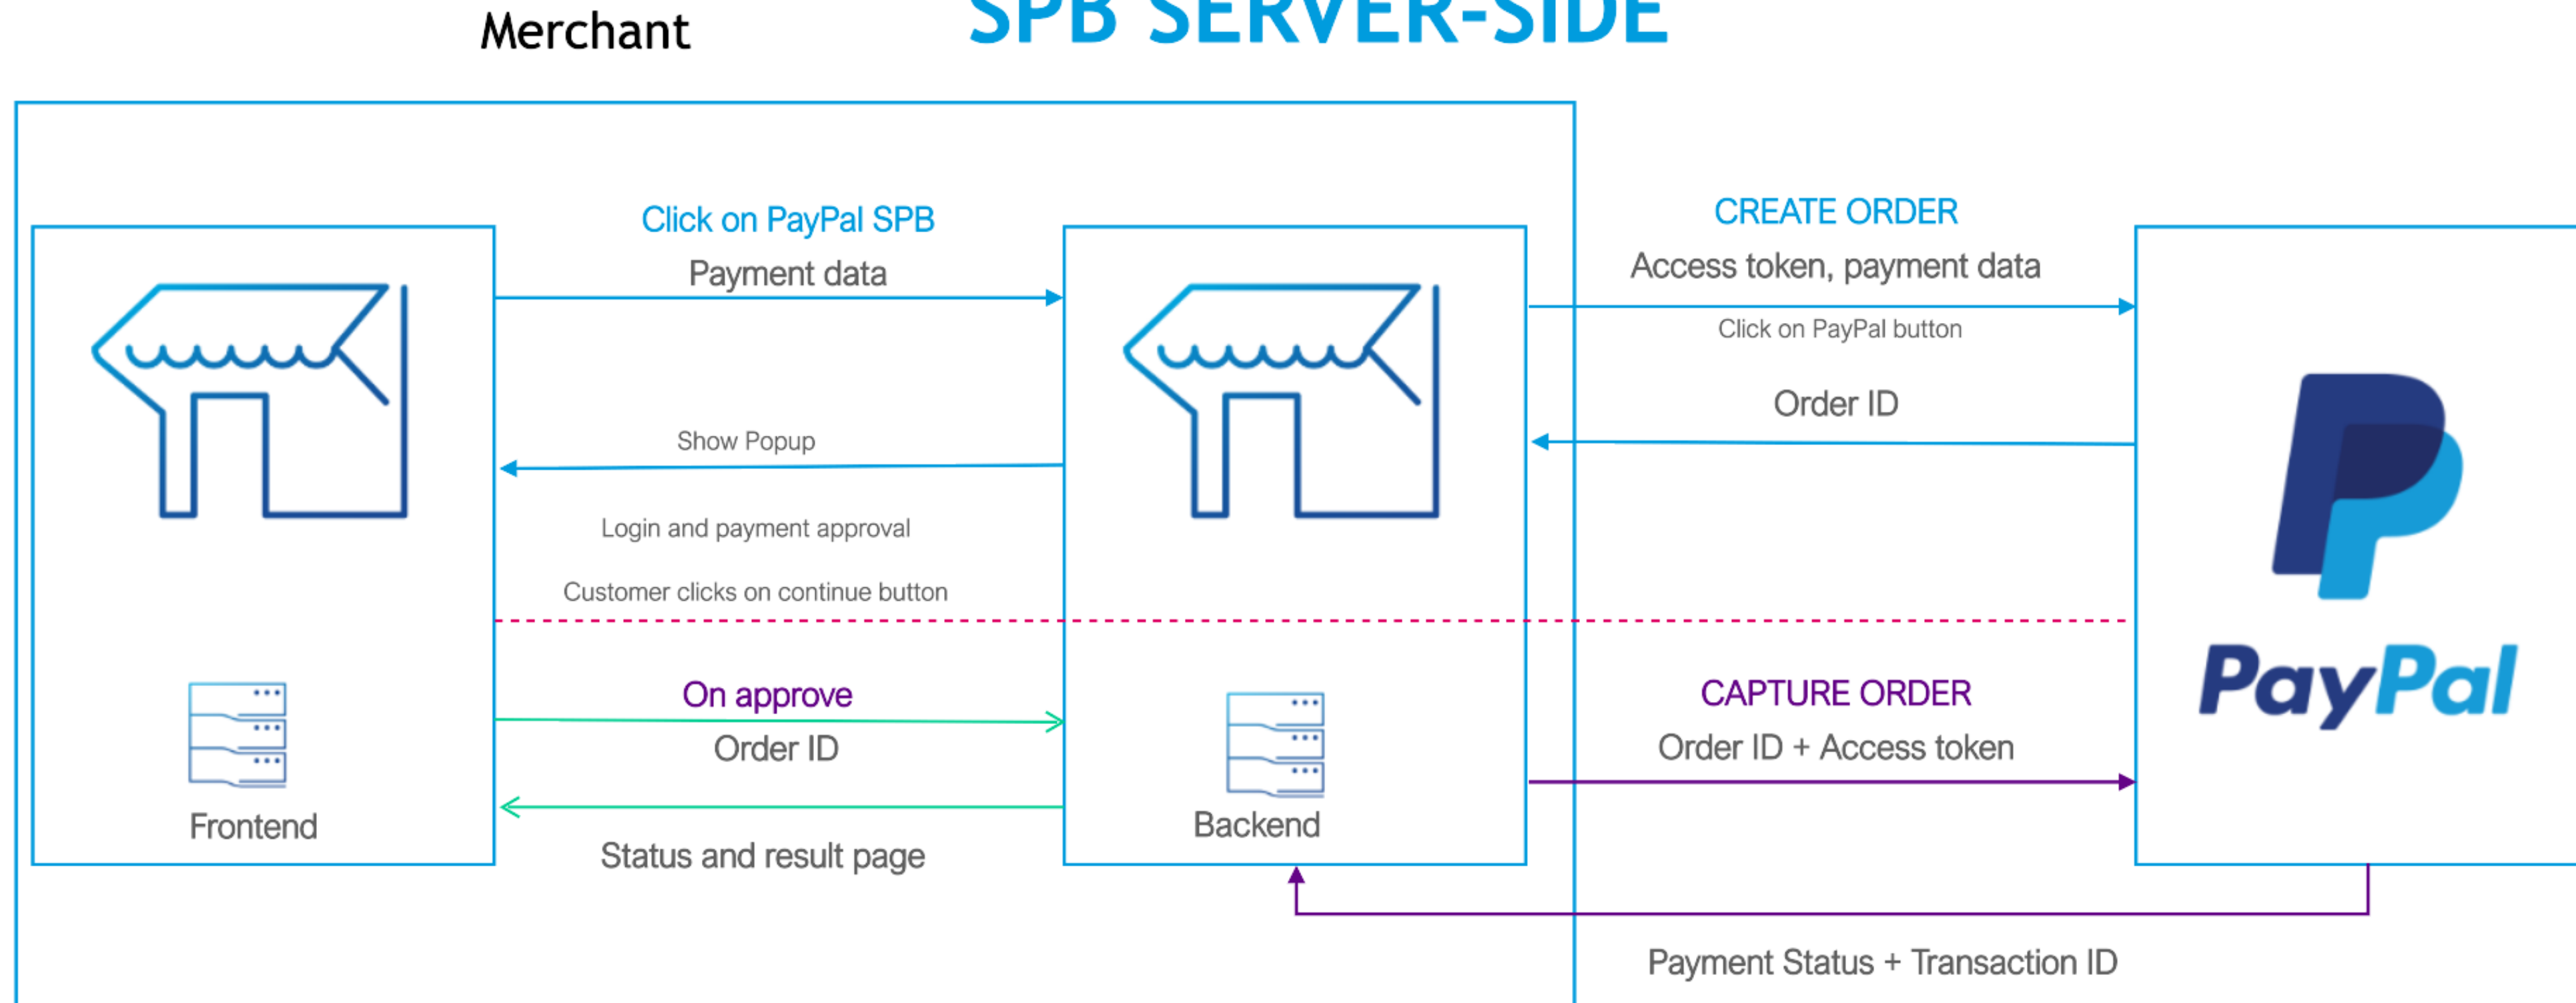 Merchant
SPB SERVER-SIDE
Click on PayPal SPB
Payment data
CREATE ORDER
Access token, payment data
Click on PayPal button
Order ID
Show Popup
Login and payment approval
Customer clicks on continue button
On approve
Order ID
Status and result page
CAPTURE ORDER
Order ID + Access token
PayPal
Frontend
Backend
Payment Status + Transaction ID